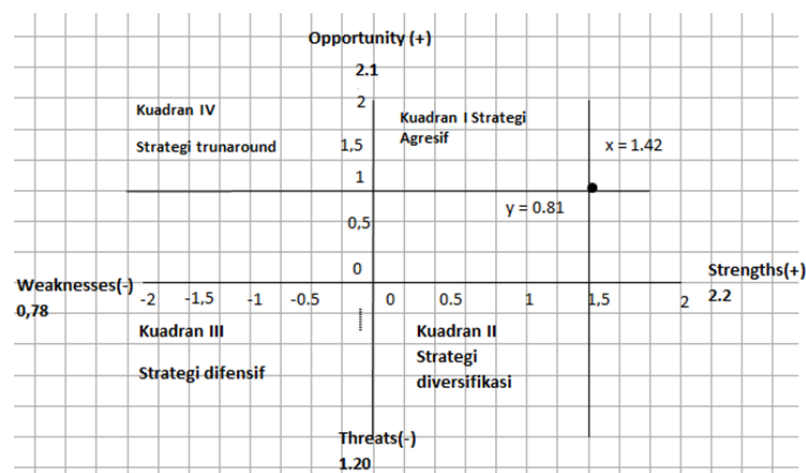 Opportunity (+)
2.1
Kuadran IV
Strategi trunaround
2
1,5
1
0,5
0
Kuadran I Strategi
Agresif
x = 1.42
y = 0.81
Weaknesses(-)
0,78
-2 -1,5 -1 -0.5 0 0.5 1 1,5 2
Strengths(+)
2.2
Kuadran III
Strategi difensif
Kuadran II
Strategi
diversifikasi
Threats(-)
1.20